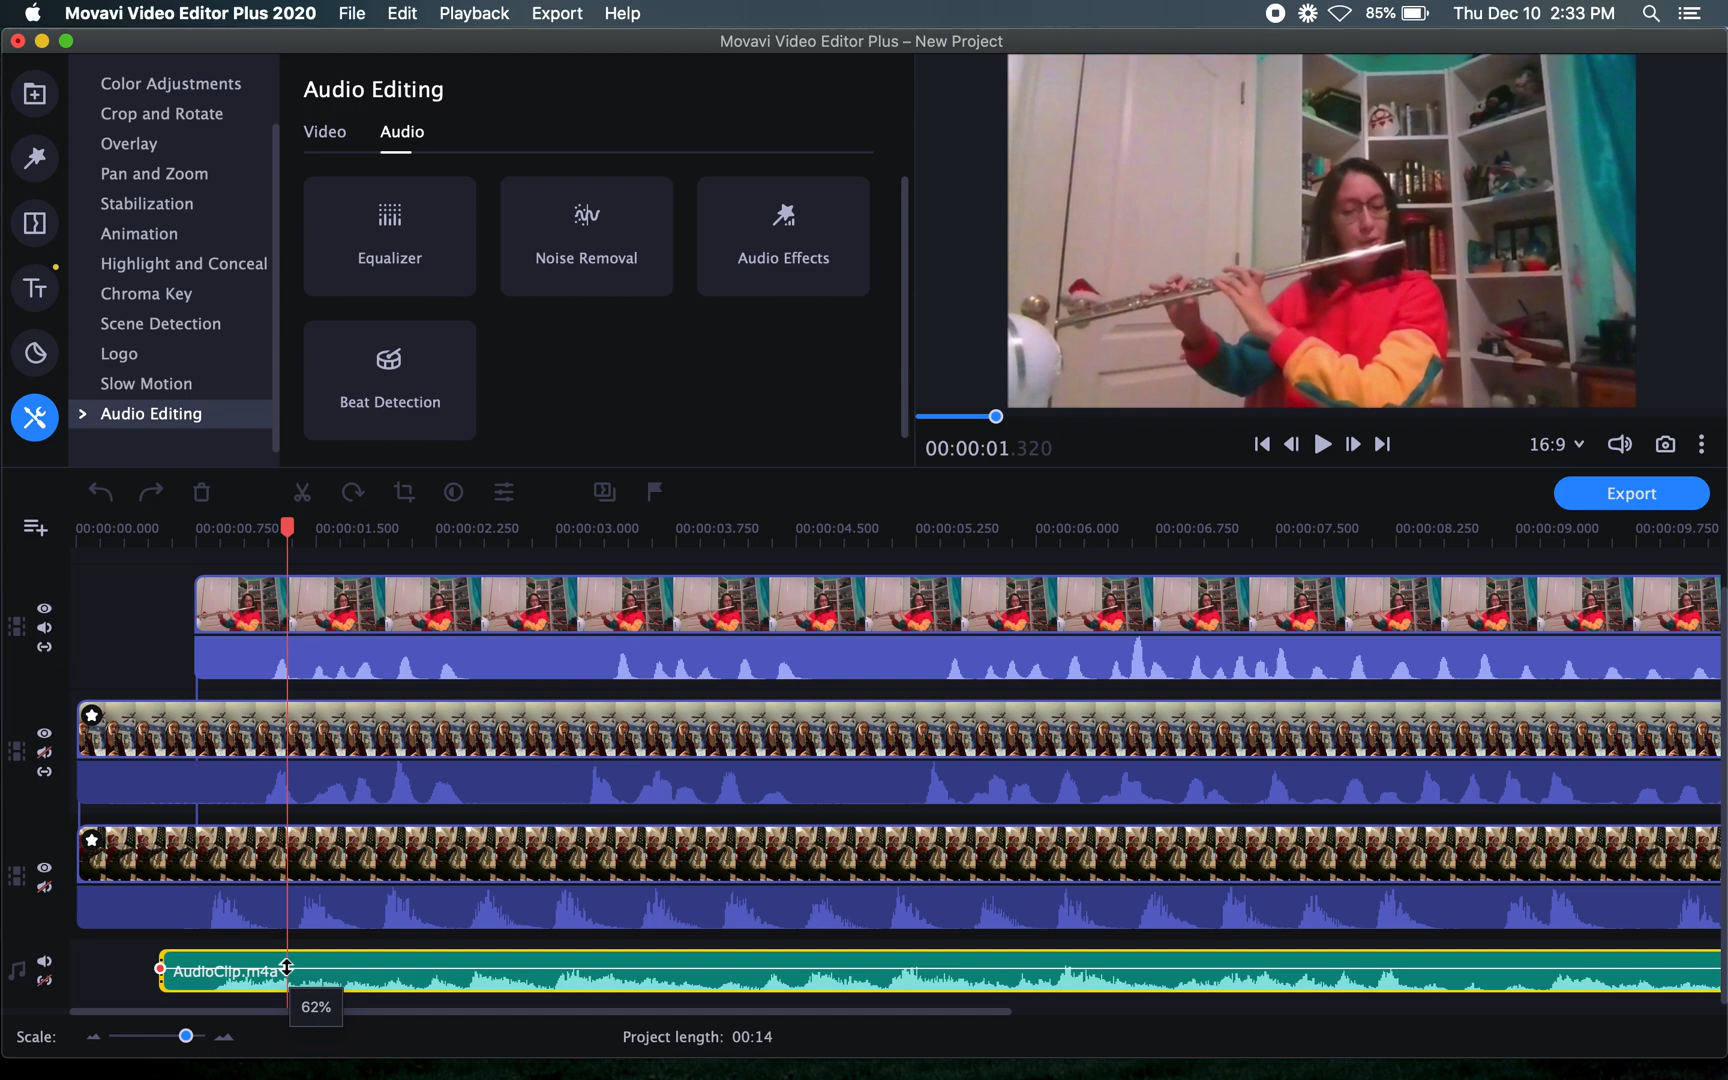 Movavi Video Editor Plus 2020 File Edit Playback Export Help 85% Thu Dec 10 2:33 PM
Movavi Video Editor Plus – New Project
Color Adjustments
Crop and Rotate
Overlay
Pan and Zoom
Stabilization
Animation
Highlight and Conceal
Chroma Key
Scene Detection
Logo
Slow Motion
> Audio Editing
Tт
Audio Editing
Video Audio
Equalizer
Noise Removal
Audio Effects
Beat Detection
00:00:01.320
16:9
Export
00:00:00.000 00:00:00.750 00:00:01.500 00:00:02.250 00:00:03.000 00:00:03.750 00:00:04.500 00:00:05.250 00:00:06.000 00:00:06.750 00:00:07.500 00:00:08.250 00:00:09.000 00:00:09.750
AudioClip.m4a
62%
Scale:
Project length: 00:14